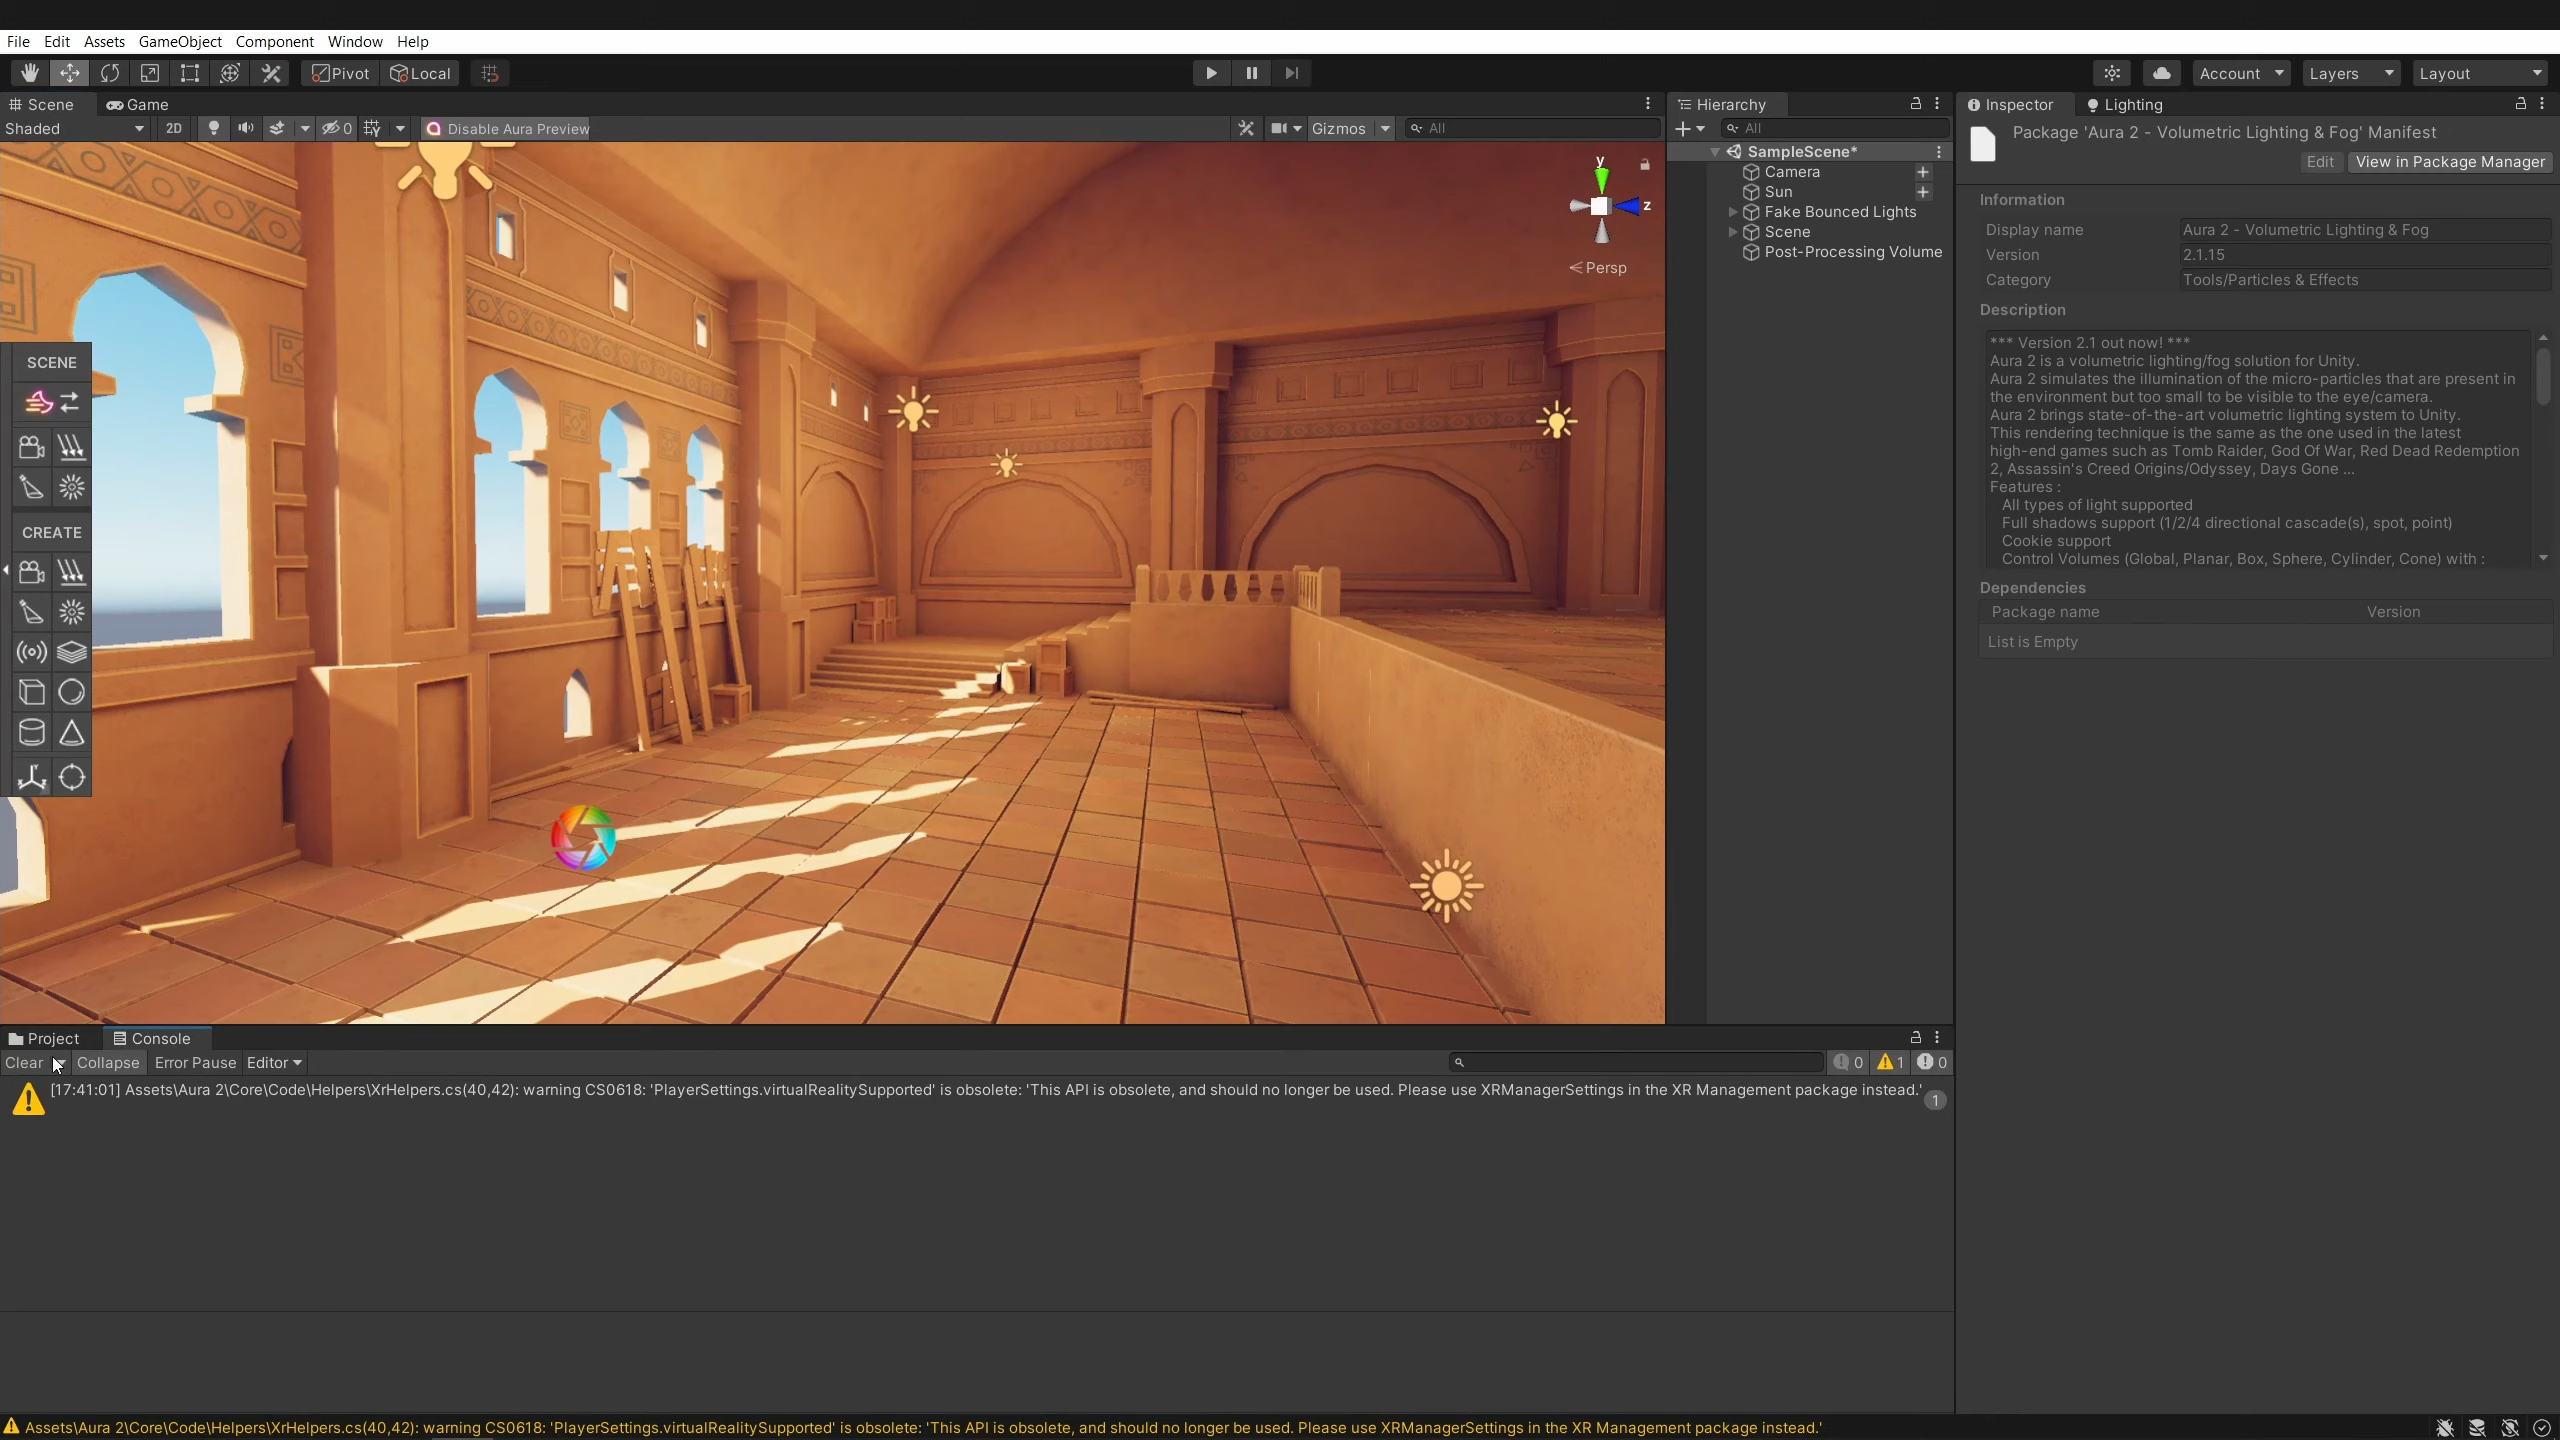 File Edit Assets GameObject Component Window Help
Pivot Local Account Layers Layout
Scene Game
Shaded 2D 0 Disable Aura Preview Gizmos All
y
z
Persp
SCENE
CREATE
Hierarchy
All
SampleScene*
Camera
Sun
Fake Bounced Lights
Scene
Post-Processing Volume
Inspector Lighting
Package 'Aura 2 - Volumetric Lighting & Fog' Manifest
Edit View in Package Manager
Information
Display name Aura 2 - Volumetric Lighting & Fog
Version 2.1.15
Category Tools/Particles & Effects
Description
*** Version 2.1 out now! ***
Aura 2 is a volumetric lighting/fog solution for Unity.
Aura 2 simulates the illumination of the micro-particles that are present in
the environment but too small to be visible to the eye/camera.
Aura 2 brings state-of-the-art volumetric lighting system to Unity.
This rendering technique is the same as the one used in the latest
high-end games such as Tomb Raider, God Of War, Red Dead Redemption
2, Assassin's Creed Origins/Odyssey, Days Gone ...
Features :
All types of light supported
Full shadows support (1/2/4 directional cascade(s), spot, point)
Cookie support
Control Volumes (Global, Planar, Box, Sphere, Cylinder, Cone) with :
Dependencies
Package name Version
List is Empty
Project Console
Clear Collapse Error Pause Editor 0 1 0
[17:41:01] Assets\Aura 2\Core\Code\Helpers\XrHelpers.cs(40,42): warning CS0618: 'PlayerSettings.virtualRealitySupported' is obsolete: 'This API is obsolete, and should no longer be used. Please use XRManagerSettings in the XR Management package instead.'
1
Assets\Aura 2\Core\Code\Helpers\XrHelpers.cs(40,42): warning CS0618: 'PlayerSettings.virtualRealitySupported' is obsolete: 'This API is obsolete, and should no longer be used. Please use XRManagerSettings in the XR Management package instead.'